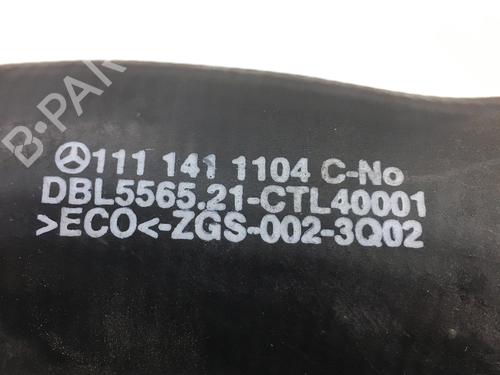 B-PAR
111 141 1104 C-No
DBL5565.21-CTL40001
>ECO<-ZGS-002-3Q02